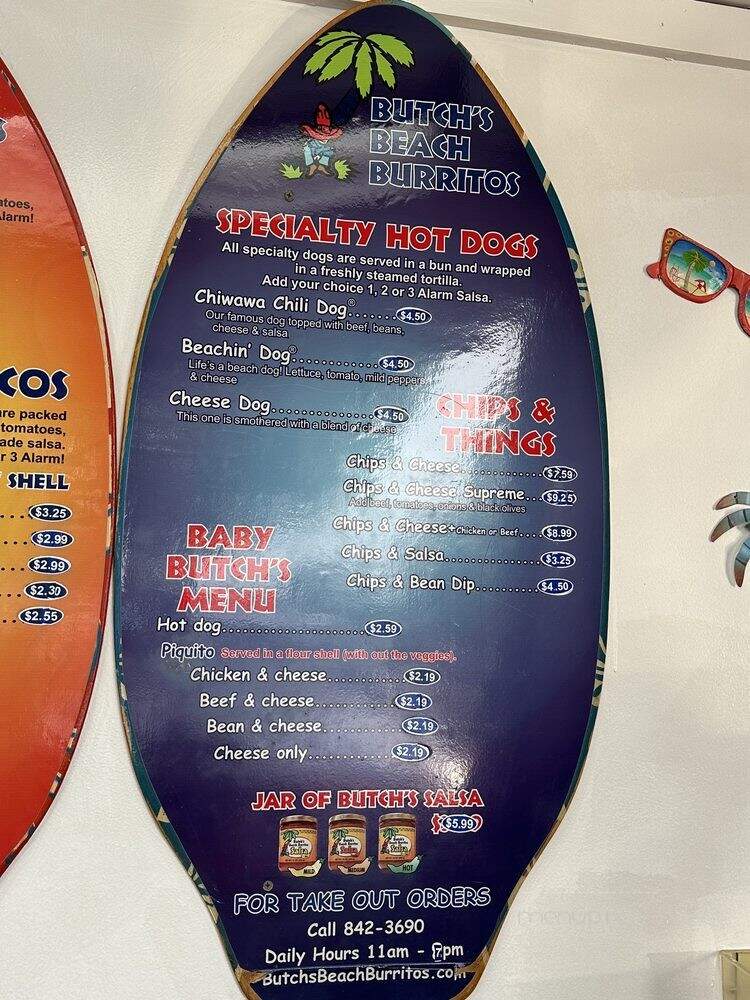 BUTCH'S
BEACH
BURRITOS
SPECIALTY HOT DOGS
All specialty dogs are served in a bun and wrapped
in a freshly steamed tortilla.
Add your choice 1, 2 or 3 Alarm Salsa.
Chiwawa Chili Dog®.......$4.50
Our famous dog topped with beef, beans,
cheese & salsa
Beachin' Dog®............$4.50
Life's a beach dog! Lettuce, tomato, mild peppers
& cheese
Cheese Dog..............$4.50
This one is smothered with a blend of cheese
CHIPS &
THINGS
Chips & Cheese..............$7.59
Chips & Cheese Supreme...$9.25
Add beef, tomatoes, onions & black olives
Chips & Cheese+Chicken or Beef....$8.99
Chips & Salsa................$3.25
Chips & Bean Dip..........$4.50
BABY
BUTCH'S
MENU
Hot dog......................$2.59
Piquito Served in a flour shell (with out the veggies).
Chicken & cheese...........$2.19
Beef & cheese............$2.19
Bean & cheese............$2.19
Cheese only.............$2.19
JAR OF BUTCH'S SALSA
$5.99
Salsa Salsa Salsa
MILD MEDIUM HOT
FOR TAKE OUT ORDERS
Call 842-3690
Daily Hours 11am - 7pm
ButchsBeachBurritos.com
S
atoes,
Alarm!
COS
are packed
tomatoes,
ade salsa.
r 3 Alarm!
SHELL
....$3.25
....$2.99
....$2.99
....$2.30
....$2.55